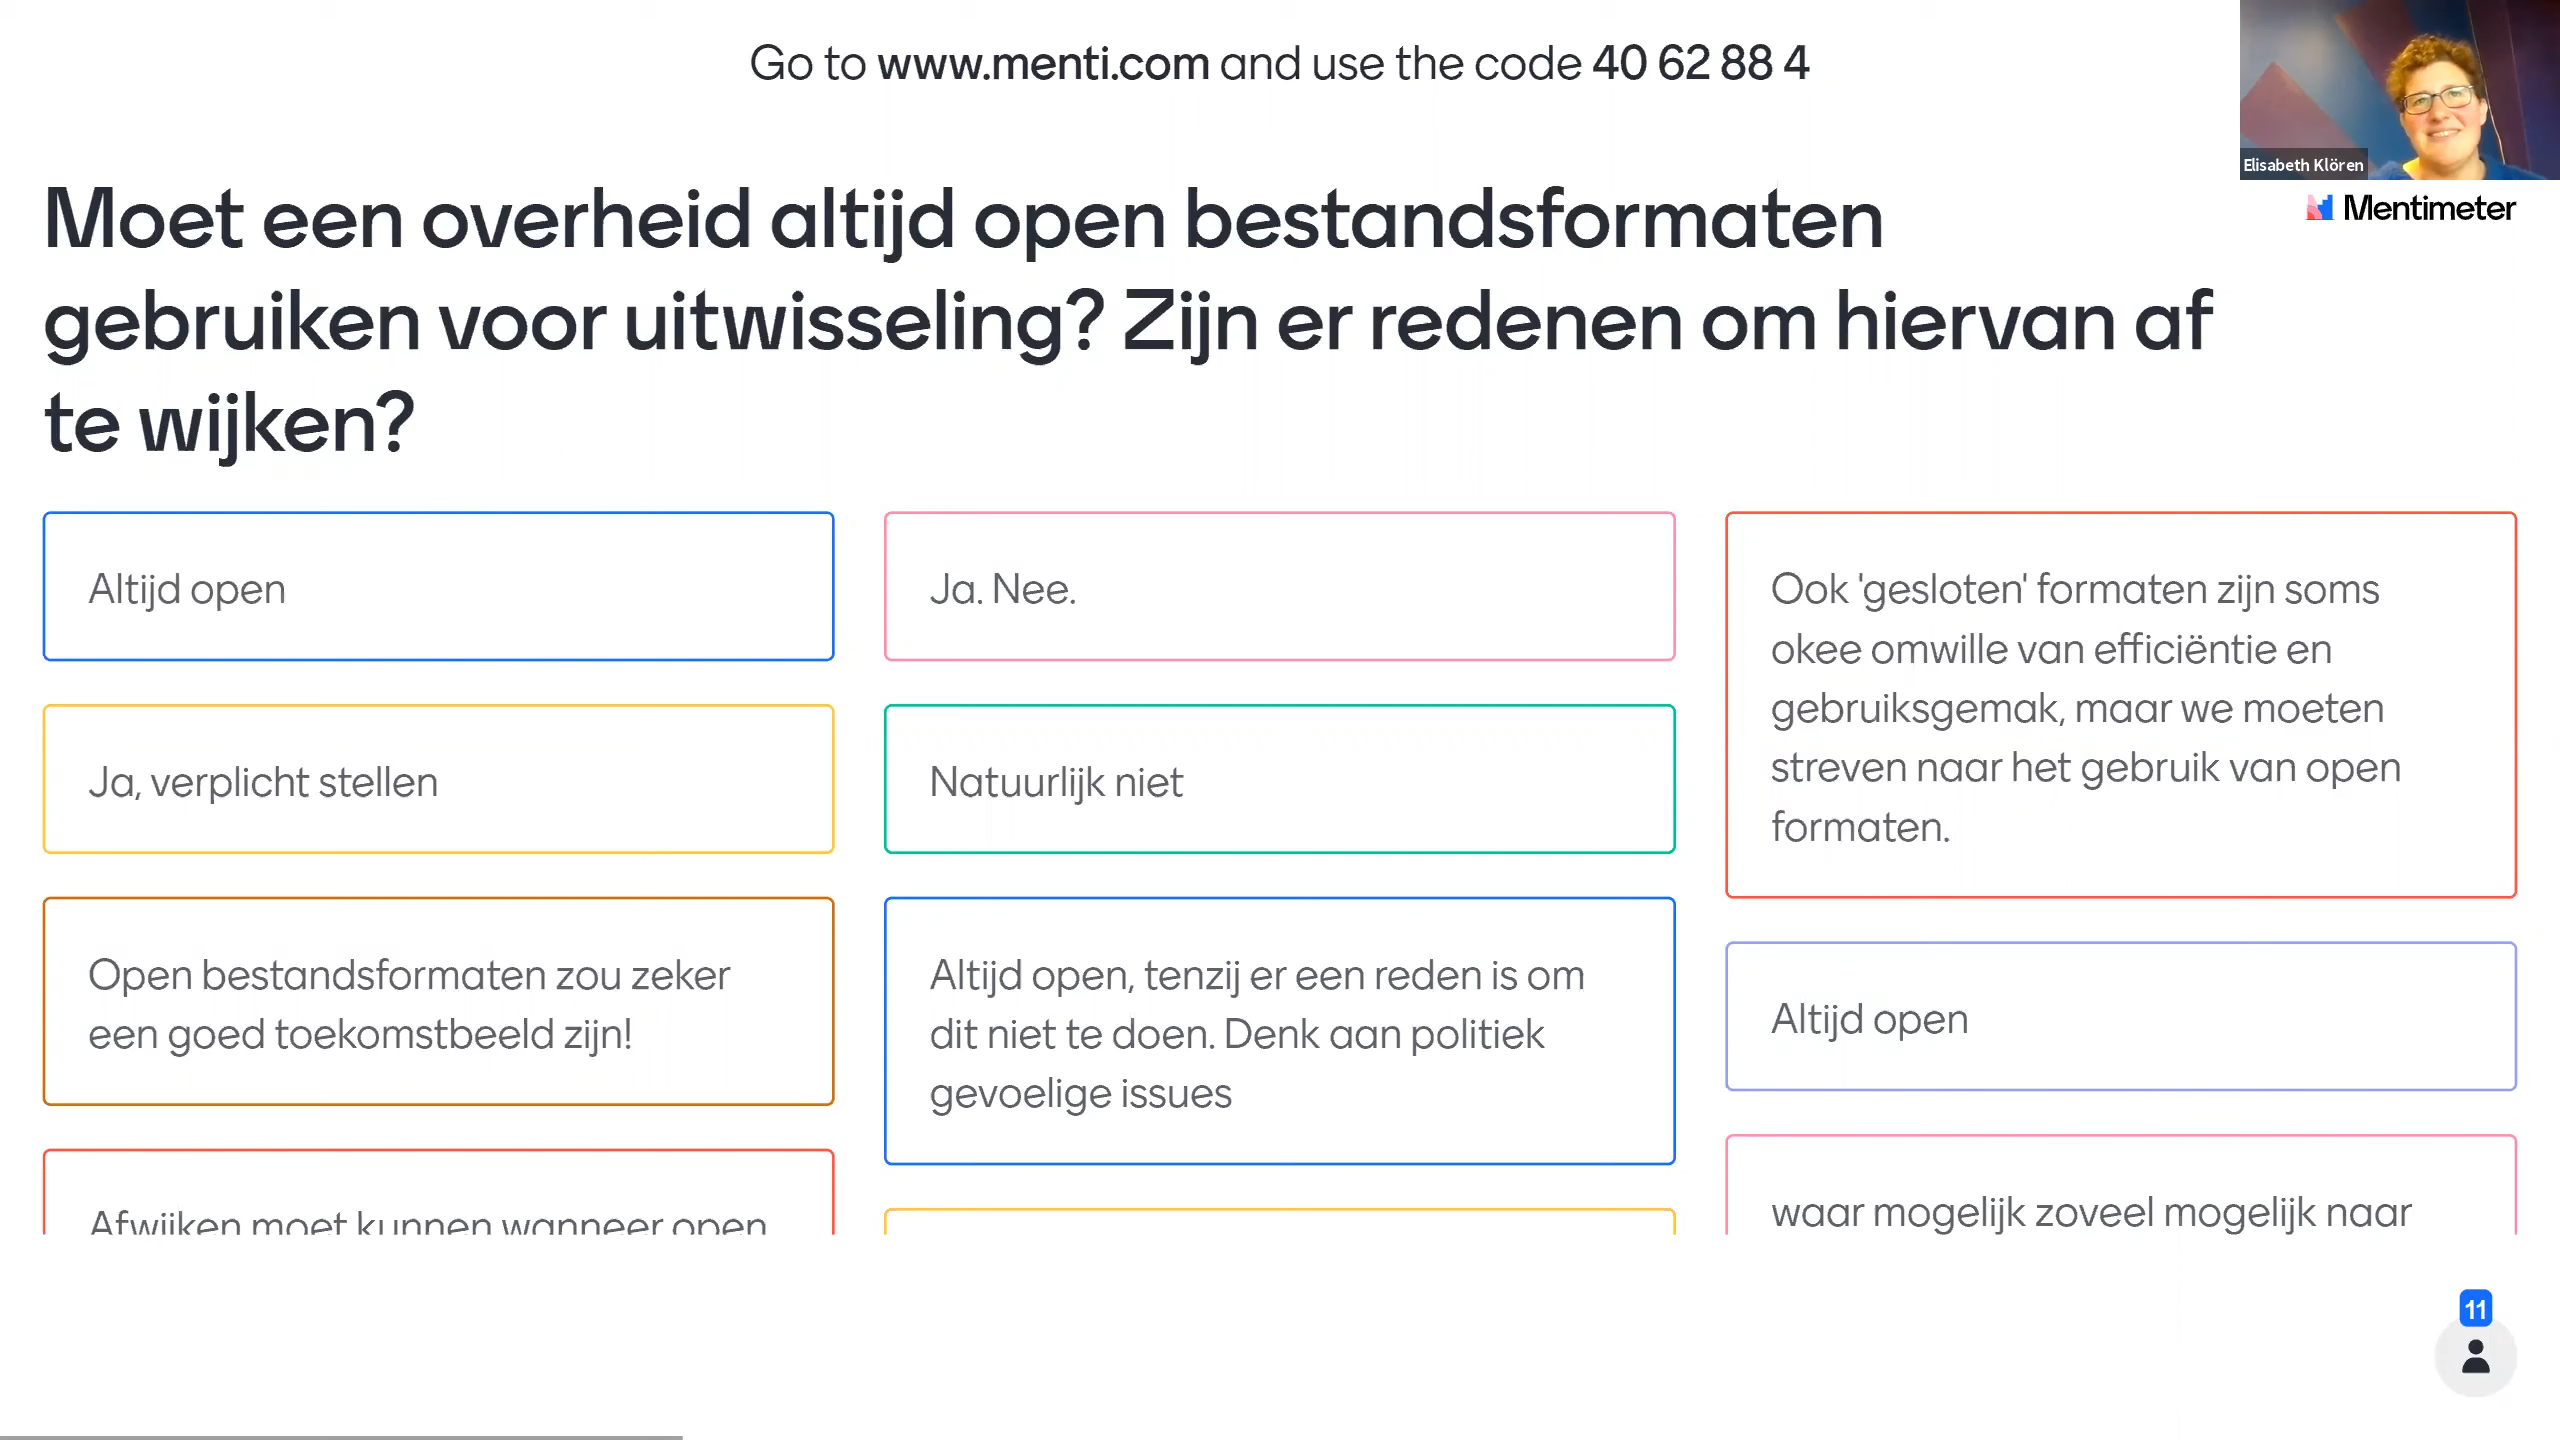 Go to www.menti.com and use the code 40 62 88 4
Elisabeth Klören
Mentimeter
Moet een overheid altijd open bestandsformaten
gebruiken voor uitwisseling? Zijn er redenen om hiervan af
te wijken?
Altijd open
Ja, verplicht stellen
Open bestandsformaten zou zeker
een goed toekomstbeeld zijn!
Afwijken moet kunnen wanneer open
Ja. Nee.
Natuurlijk niet
Altijd open, tenzij er een reden is om
dit niet te doen. Denk aan politiek
gevoelige issues
Ook 'gesloten' formaten zijn soms
okee omwille van efficiëntie en
gebruiksgemak, maar we moeten
streven naar het gebruik van open
formaten.
Altijd open
waar mogelijk zoveel mogelijk naar
11